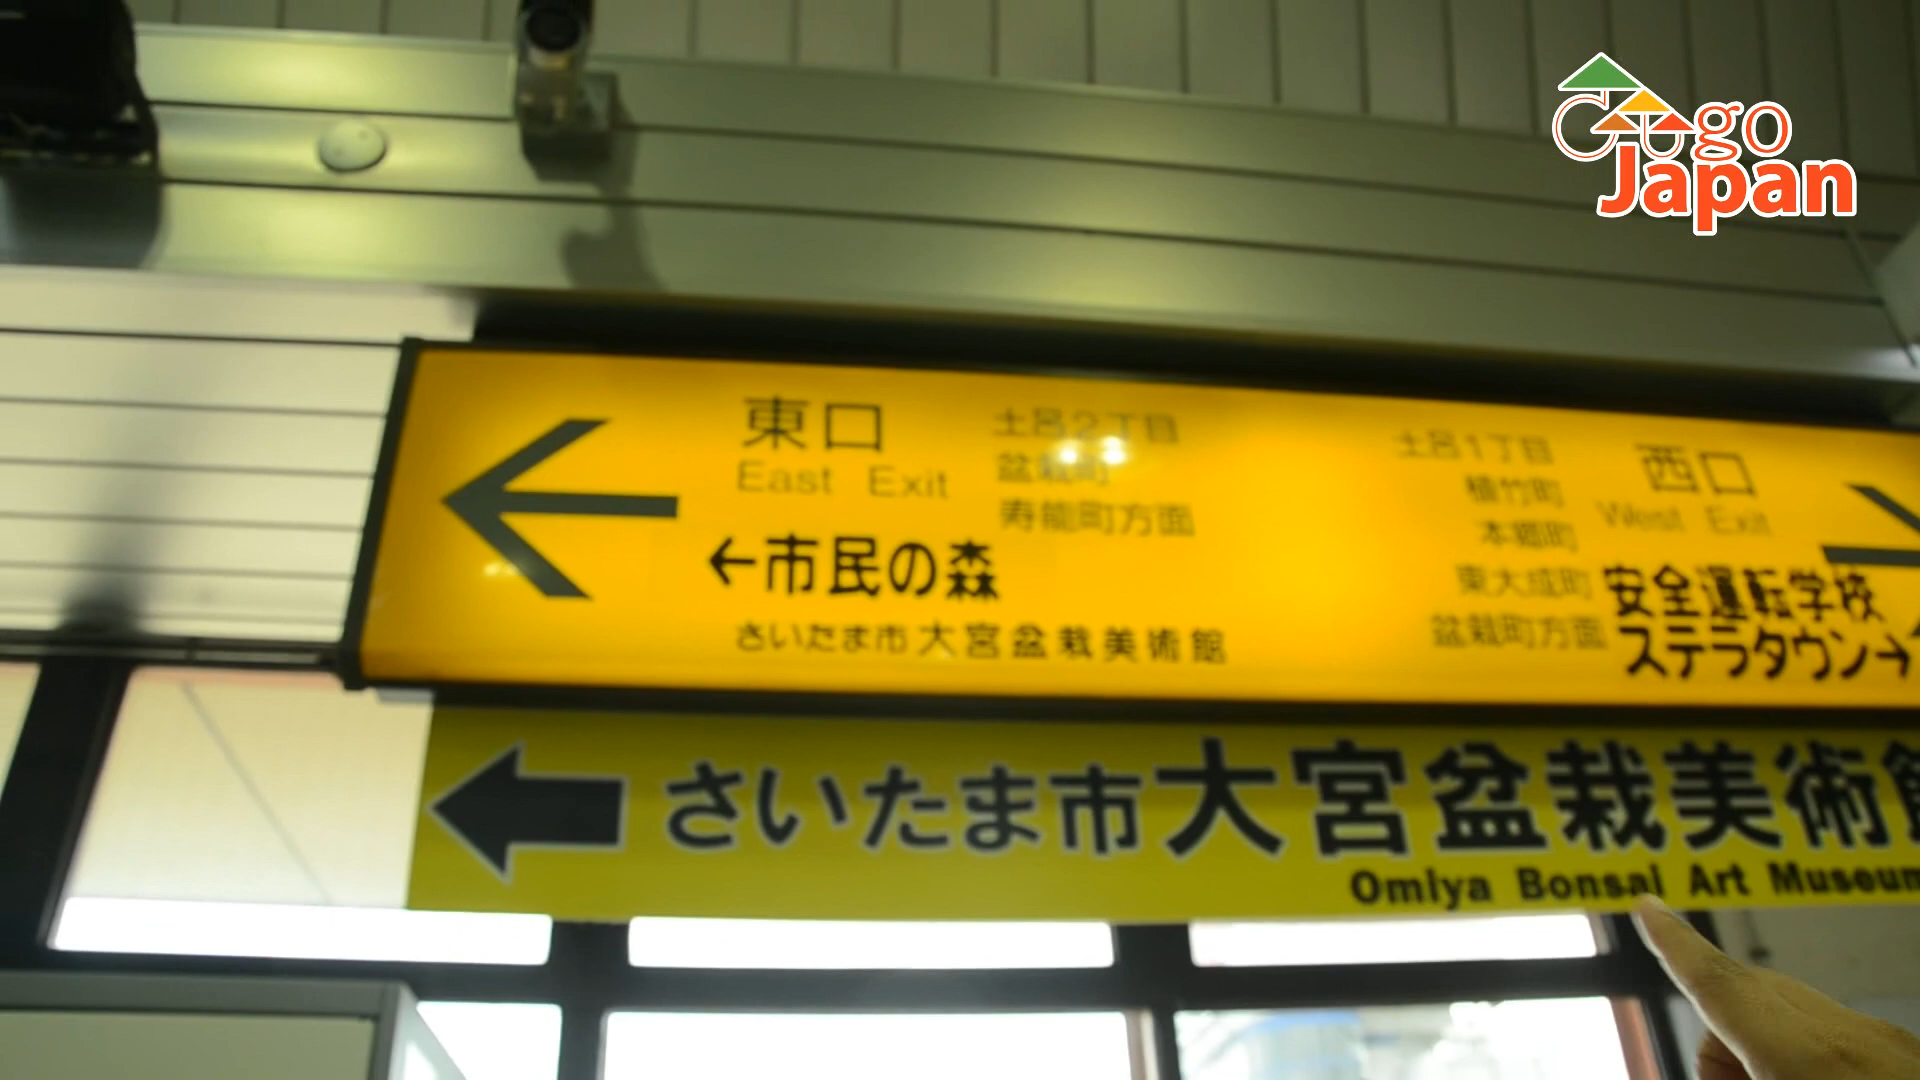 Gugo
Japan
東口
East Exit
土呂2丁目
盆栽町
寿能町方面
←市民の森
さいたま市大宮盆栽美術館
土呂1丁目
植竹町
本郷町
東大成町
盆栽町方面
西口
West Exit
安全運転学校
ステラタウン→
さいたま市大宮盆栽美術館
Omiya Bonsai Art Museum